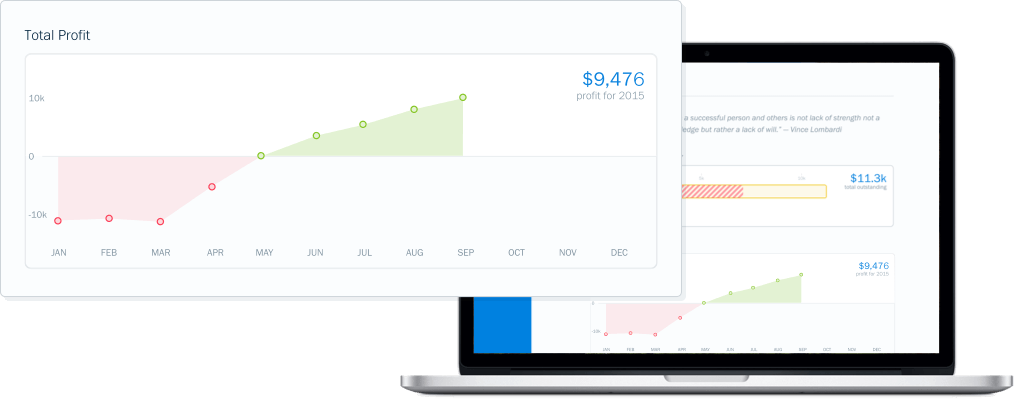 Total Profit
$9,476
profit for 2015
10k
0
-10k
JAN FEB MAR APR MAY JUN JUL AUG SEP OCT NOV DEC
a successful person and others is not lack of strength not a
ledge but rather a lack of will.” – Vince Lombardi
5k 10k
$11.3k
total outstanding
$9,476
profit for 2015
0
-10k
JAN FEB MAR APR MAY JUN JUL AUG SEP OCT NOV DEC